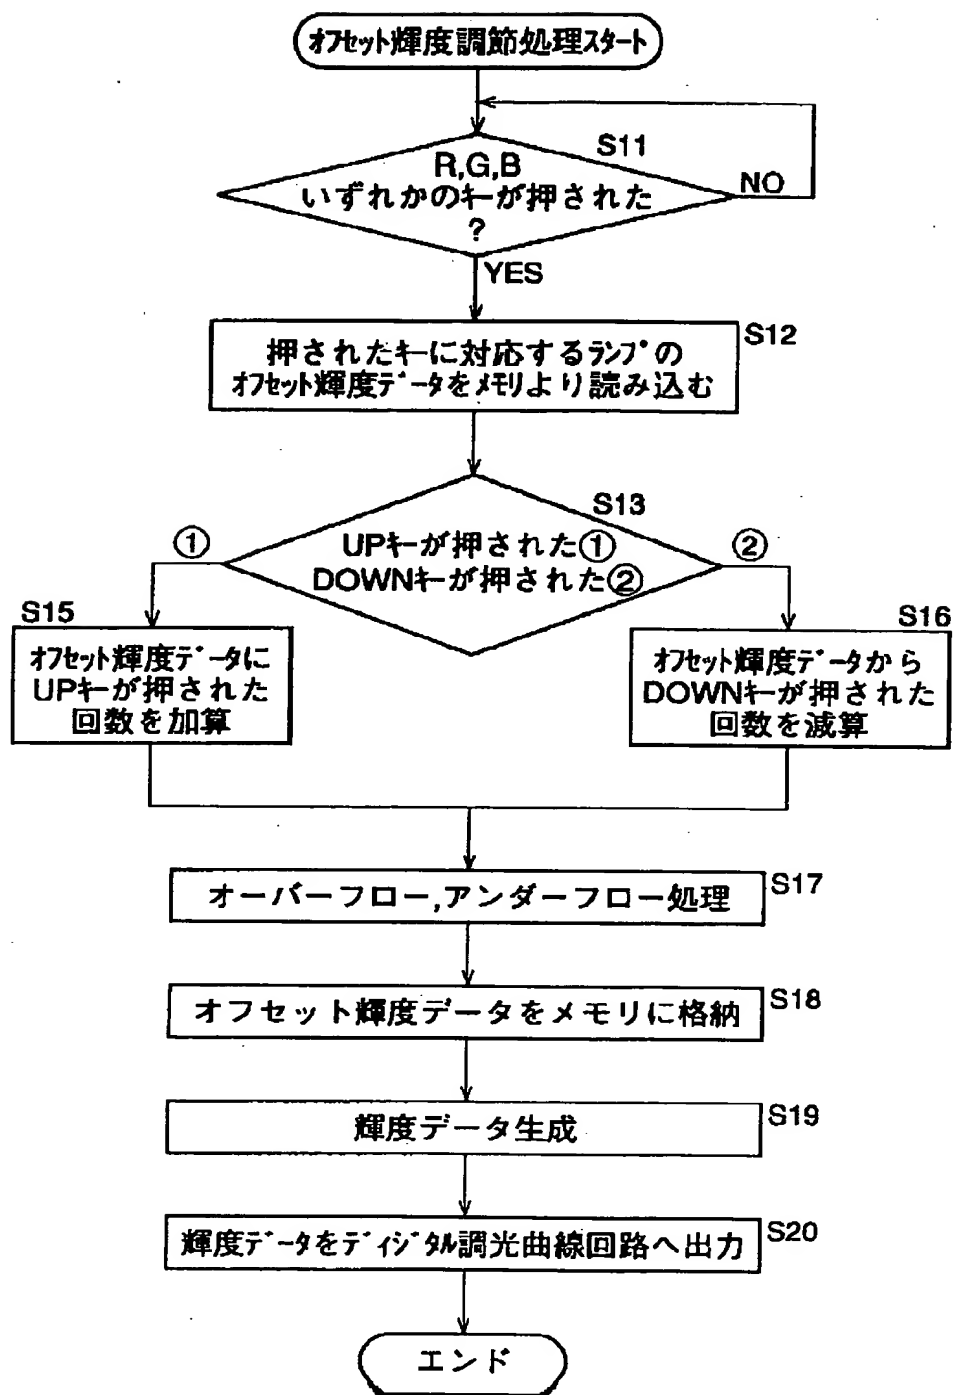 オフセット輝度調節処理スタート
S11
R,G,B
いずれかのキーが押された
?
NO
YES
S12
押されたキーに対応するランプの
オフセット輝度データをメモリより読み込む
S13
①
UPキーが押された①
DOWNキーが押された②
②
S15
オフセット輝度データに
UPキーが押された
回数を加算
S16
オフセット輝度データから
DOWNキーが押された
回数を減算
オーバーフロー,アンダーフロー処理
S17
オフセット輝度データをメモリに格納
S18
輝度データ生成
S19
輝度データをディジタル調光曲線回路へ出力
S20
エンド